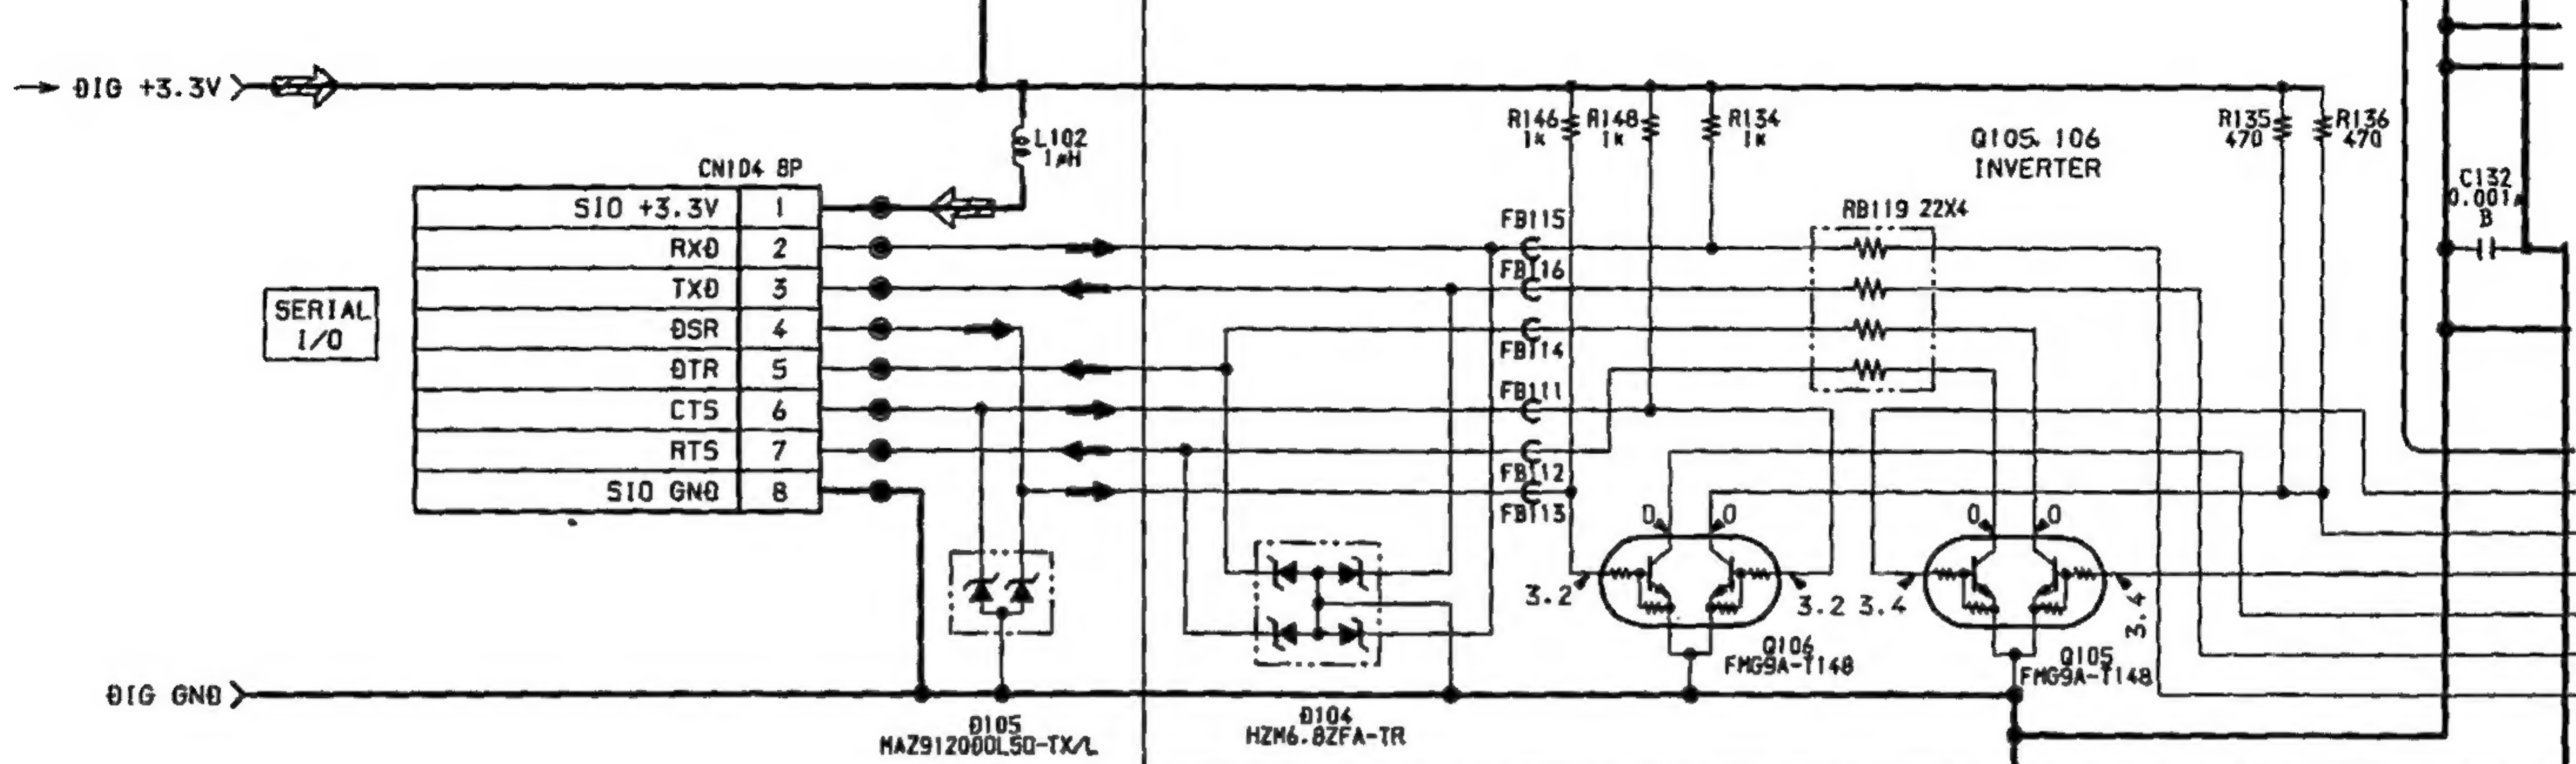 DIG +3.3V
L102
1µH
R146
1k
R148
1k
R134
1k
Q105, 106
INVERTER
R135
470
R136
470
C132
B
CN104 8P
SIO +3.3V 1
RXD 2
TXD 3
DSR 4
DTR 5
CTS 6
RTS 7
SIO GND 8
SERIAL
I/O
FB115
FB116
FB114
FB111
FB112
FB113
RB119 22X4
0 0
0 0
3.2
3.2
3.4
3.4
Q106
FMG9A-T148
Q105
FMG9A-T148
DIG GND
D105
MAZ912000LSO-TX/L
D104
HZM6.8ZFA-TR